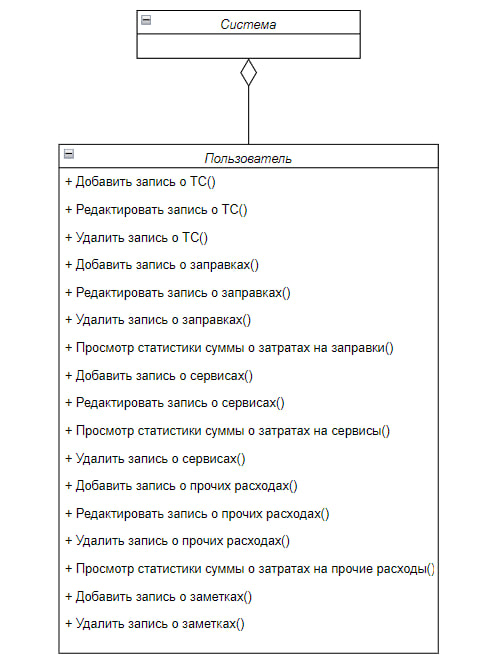 Система
Пользователь
+ Добавить запись о ТС()
+ Редактировать запись о ТС()
+ Удалить запись о ТС()
+ Добавить запись о заправках()
+ Редактировать запись о заправках()
+ Удалить запись о заправках()
+ Просмотр статистики суммы о затратах на заправки()
+ Добавить запись о сервисах()
+ Редактировать запись о сервисах()
+ Просмотр статистики суммы о затратах на сервисы()
+ Удалить запись о сервисах()
+ Добавить запись о прочих расходах()
+ Редактировать запись о прочих расходах()
+ Удалить запись о прочих расходах()
+ Просмотр статистики суммы о затратах на прочие расходы()
+ Добавить запись о заметках()
+ Удалить запись о заметках()